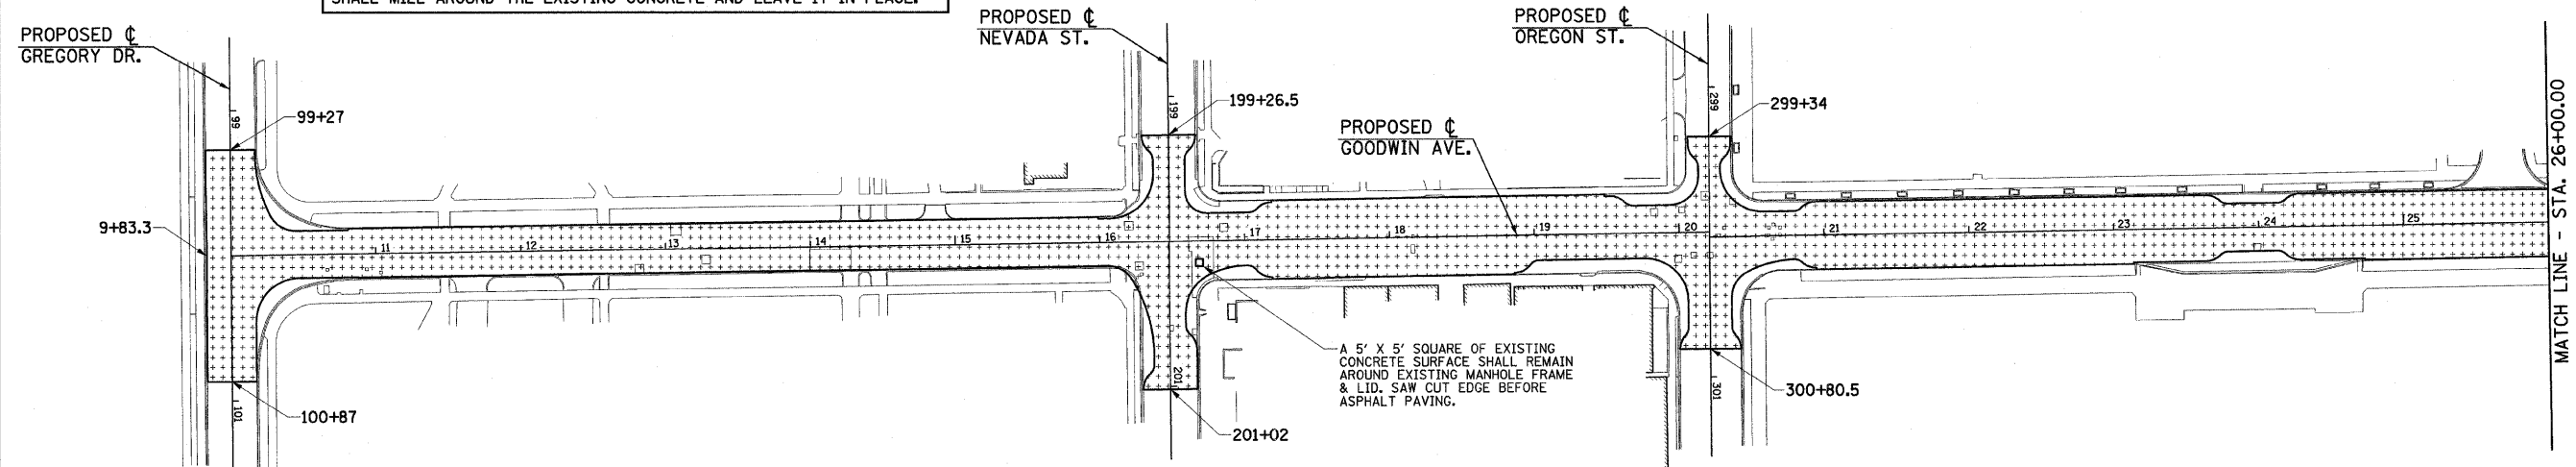 SHALL MILL AROUND THE EXISTING CONCRETE AND LEAVE IT IN PLACE.
PROPOSED ℄
GREGORY DR.
PROPOSED ℄
NEVADA ST.
PROPOSED ℄
OREGON ST.
99
99+27
199
199+26.5
299
299+34
PROPOSED ℄
GOODWIN AVE.
9+83.3
11
12
13
14
15
16
17
18
19
20
21
22
23
24
25
MATCH LINE - STA. 26+00.00
A 5' X 5' SQUARE OF EXISTING
CONCRETE SURFACE SHALL REMAIN
AROUND EXISTING MANHOLE FRAME
& LID. SAW CUT EDGE BEFORE
ASPHALT PAVING.
101
100+87
201
201+02
301
300+80.5